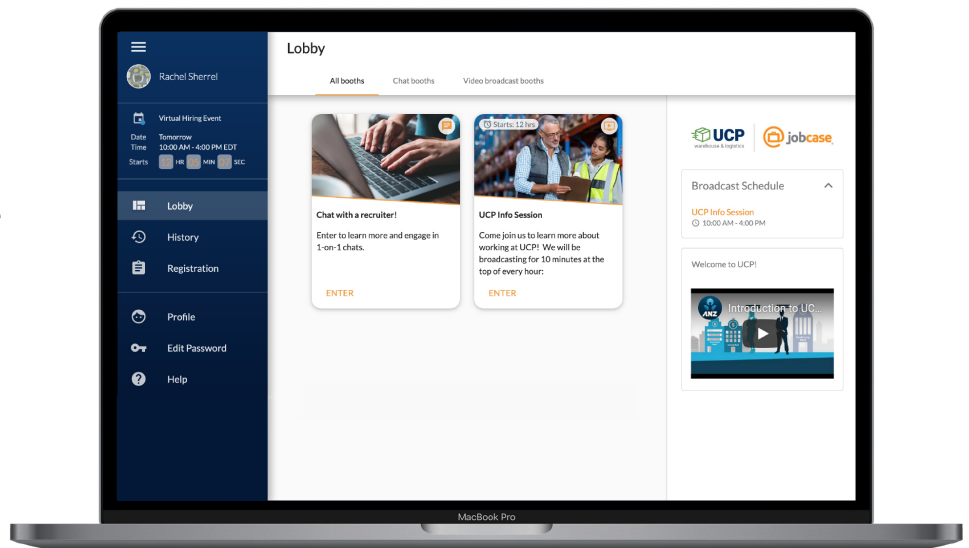 Rachel Sherrel
Virtual Hiring Event
Date Tomorrow
Time 10:00 AM - 4:00 PM EDT
Starts HR MIN SEC
Lobby
History
Registration
Profile
Edit Password
Help
Lobby
All booths Chat booths Video broadcast booths
Chat with a recruiter!
Enter to learn more and engage in
1-on-1 chats.
ENTER
Starts: 12 hrs
UCP Info Session
Come join us to learn more about
working at UCP! We will be
broadcasting for 10 minutes at the
top of every hour:
ENTER
UCP
warehouse & logistics
jobcase
Broadcast Schedule
UCP Info Session
10:00 AM - 4:00 PM
Welcome to UCP!
ANZ
Introduction to UC...
MacBook Pro